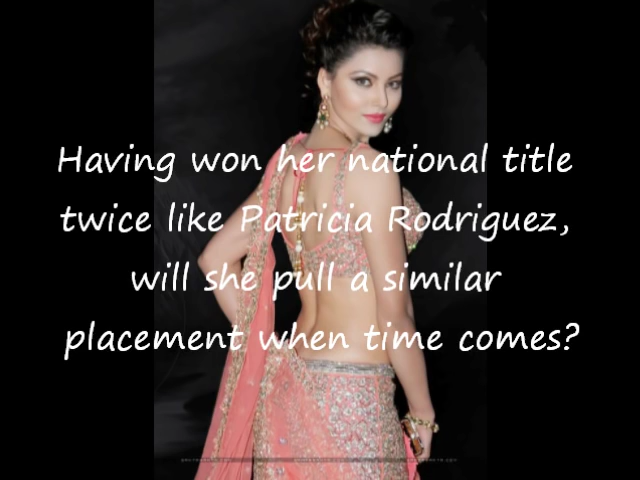 Having won her national title
twice like Patricia Rodriguez,
will she pull a similar
placement when time comes?